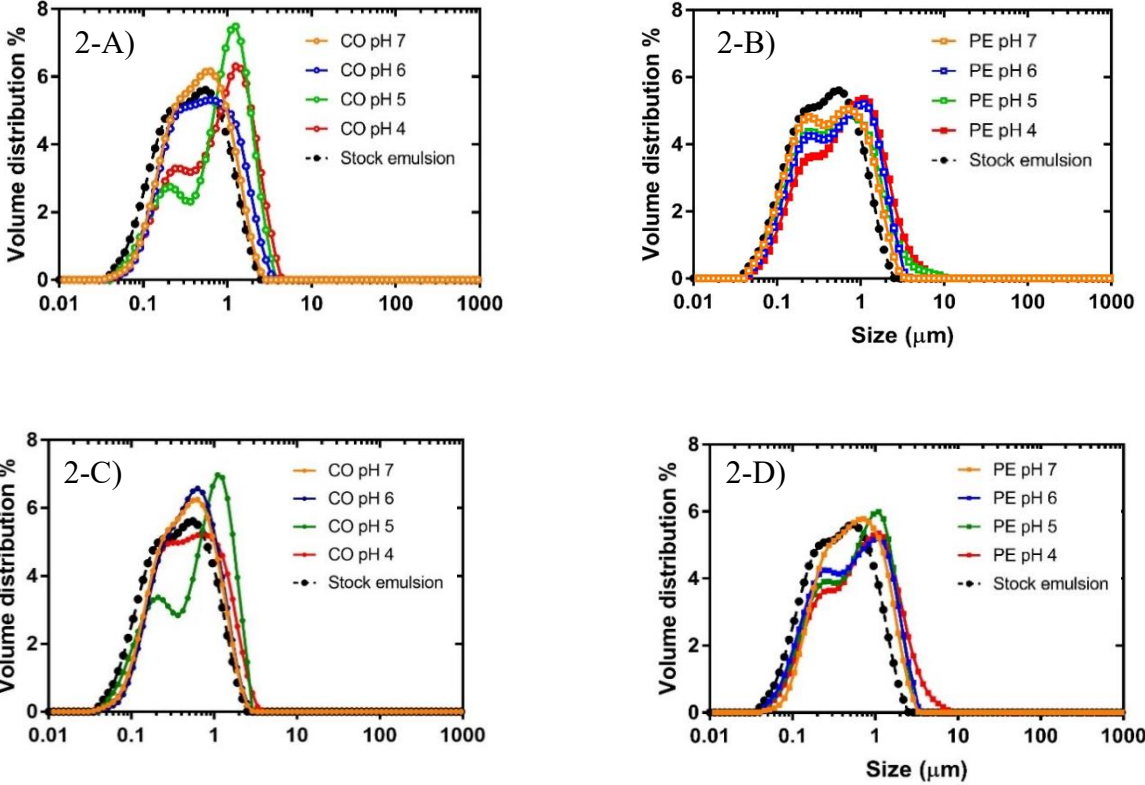 2-A)
Volume distribution %
8
6
4
2
0
0.01 0.1 1 10 100 1000
CO pH 7
CO pH 6
CO pH 5
CO pH 4
Stock emulsion
2-B)
Volume distribution %
8
6
4
2
0
0.01 0.1 1 10 100 1000
Size (μm)
PE pH 7
PE pH 6
PE pH 5
PE pH 4
Stock emulsion
2-C)
Volume distribution %
8
6
4
2
0
0.01 0.1 1 10 100 1000
CO pH 7
CO pH 6
CO pH 5
CO pH 4
Stock emulsion
2-D)
Volume distribution %
8
6
4
2
0
0.01 0.1 1 10 100 1000
Size (μm)
PE pH 7
PE pH 6
PE pH 5
PE pH 4
Stock emulsion